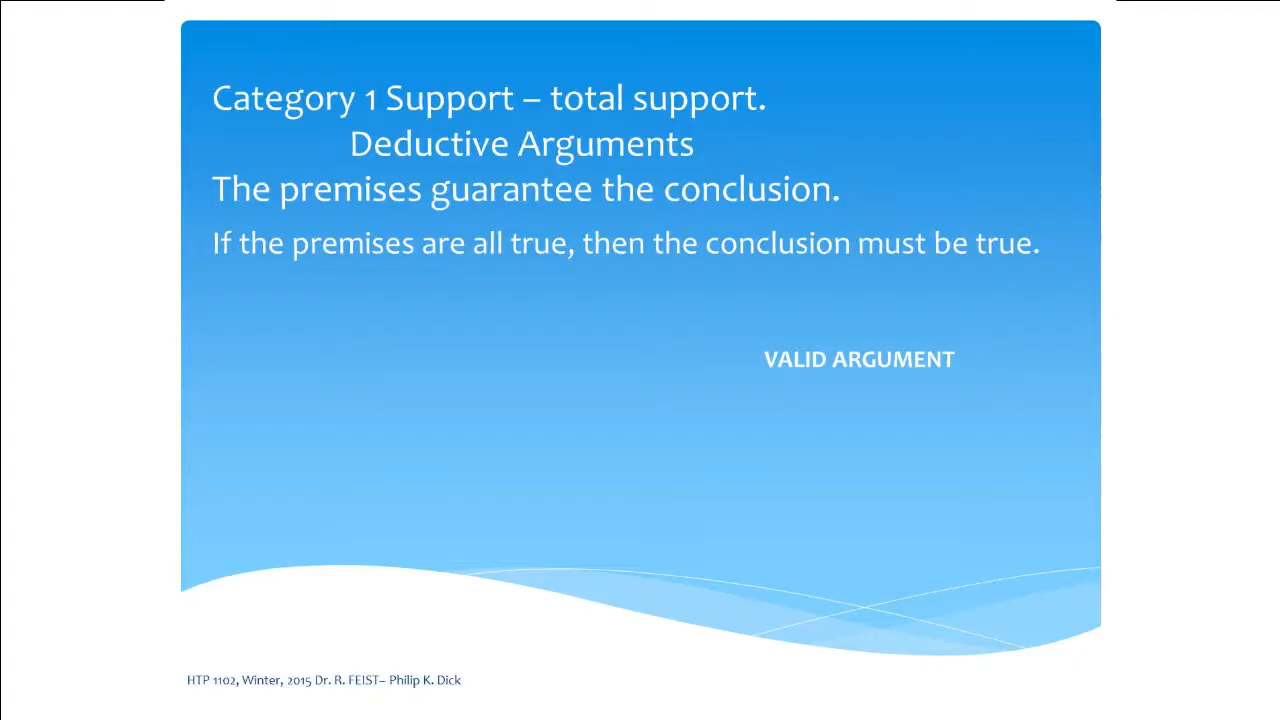 Category 1 Support – total support.
Deductive Arguments
The premises guarantee the conclusion.
If the premises are all true, then the conclusion must be true.
VALID ARGUMENT
HTP 1102, Winter, 2015 Dr. R. FEIST– Philip K. Dick